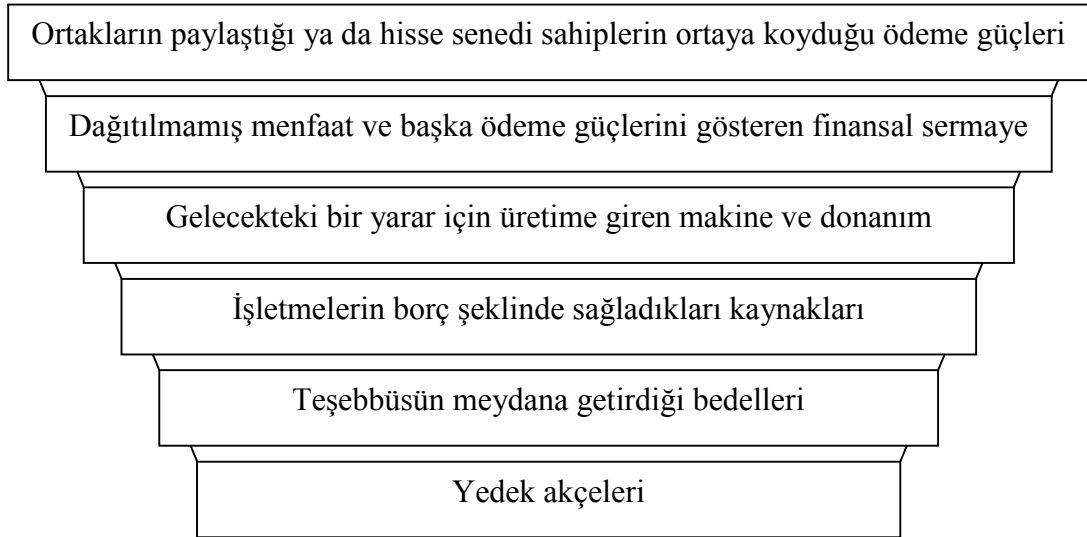 Ortakların paylaştığı ya da hisse senedi sahiplerin ortaya koyduğu ödeme güçleri
Dağıtılmamış menfaat ve başka ödeme güçlerini gösteren finansal sermaye
Gelecekteki bir yarar için üretime giren makine ve donanım
İşletmelerin borç şeklinde sağladıkları kaynakları
Teşebbüsün meydana getirdiği bedelleri
Yedek akçeleri